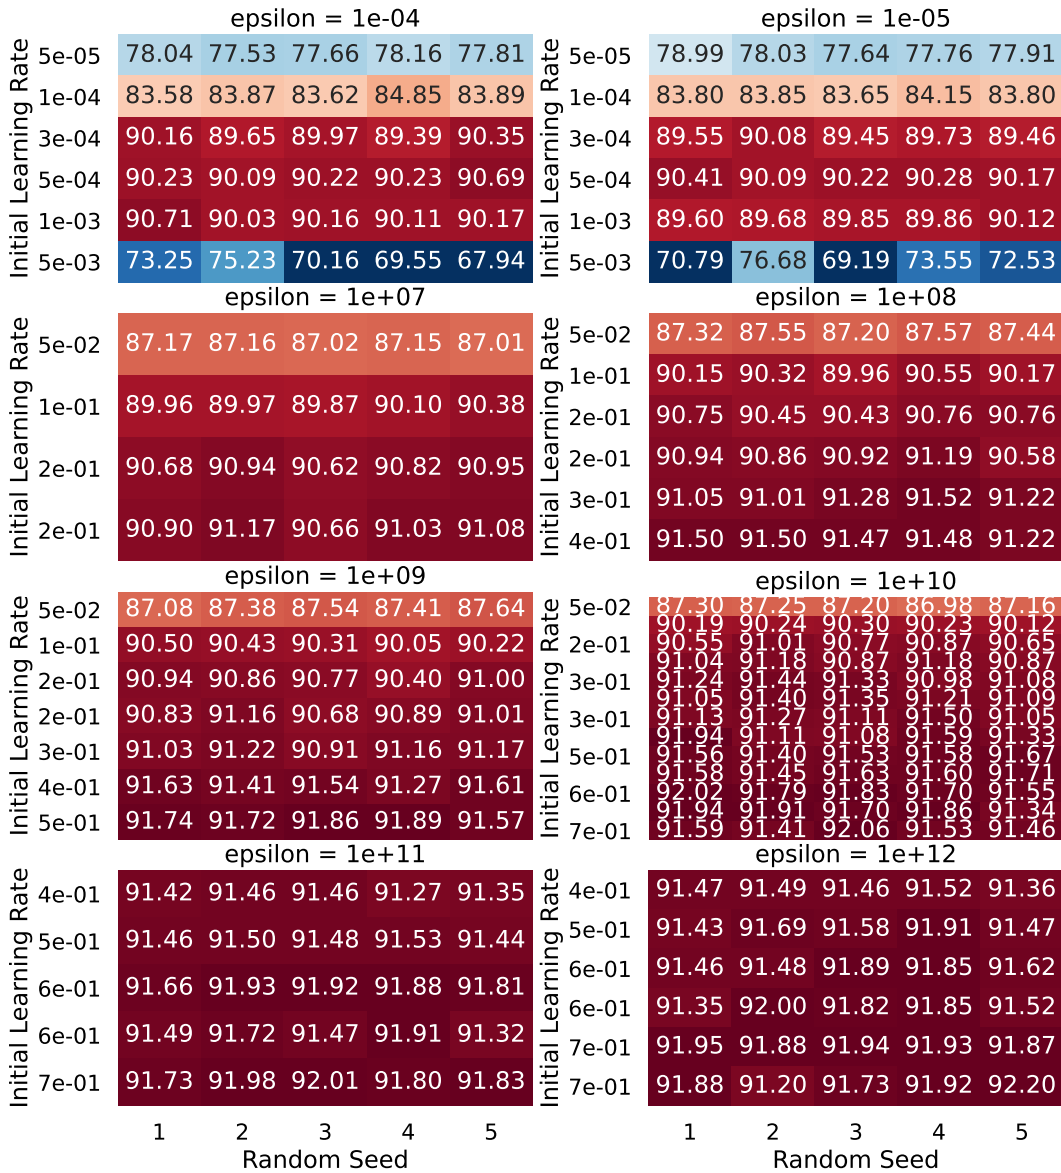 epsilon = 1e-04
Initial Learning Rate
5e-05 78.04 77.53 77.66 78.16 77.81
1e-04 83.58 83.87 83.62 84.85 83.89
3e-04 90.16 89.65 89.97 89.39 90.35
5e-04 90.23 90.09 90.22 90.23 90.69
1e-03 90.71 90.03 90.16 90.11 90.17
5e-03 73.25 75.23 70.16 69.55 67.94
epsilon = 1e-05
Initial Learning Rate
5e-05 78.99 78.03 77.64 77.76 77.91
1e-04 83.80 83.85 83.65 84.15 83.80
3e-04 89.55 90.08 89.45 89.73 89.46
5e-04 90.41 90.09 90.22 90.28 90.17
1e-03 89.60 89.68 89.85 89.86 90.12
5e-03 70.79 76.68 69.19 73.55 72.53
epsilon = 1e+07
Initial Learning Rate
5e-02 87.17 87.16 87.02 87.15 87.01
1e-01 89.96 89.97 89.87 90.10 90.38
2e-01 90.68 90.94 90.62 90.82 90.95
2e-01 90.90 91.17 90.66 91.03 91.08
epsilon = 1e+08
Initial Learning Rate
5e-02 87.32 87.55 87.20 87.57 87.44
1e-01 90.15 90.32 89.96 90.55 90.17
2e-01 90.75 90.45 90.43 90.76 90.76
2e-01 90.94 90.86 90.92 91.19 90.58
3e-01 91.05 91.01 91.28 91.52 91.22
4e-01 91.50 91.50 91.47 91.48 91.22
epsilon = 1e+09
Initial Learning Rate
5e-02 87.08 87.38 87.54 87.41 87.64
1e-01 90.50 90.43 90.31 90.05 90.22
2e-01 90.94 90.86 90.77 90.40 91.00
2e-01 90.83 91.16 90.68 90.89 91.01
3e-01 91.03 91.22 90.91 91.16 91.17
4e-01 91.63 91.41 91.54 91.27 91.61
5e-01 91.74 91.72 91.86 91.89 91.57
epsilon = 1e+10
Initial Learning Rate
5e-02 87.30 87.25 87.20 86.98 87.16
90.19 90.24 90.30 90.23 90.12
2e-01 90.55 91.01 90.77 90.87 90.65
91.04 91.18 90.87 91.18 90.87
3e-01 91.24 91.44 91.33 90.98 91.08
91.05 91.40 91.35 91.21 91.09
3e-01 91.13 91.27 91.11 91.50 91.05
91.94 91.11 91.08 91.59 91.33
5e-01 91.56 91.40 91.53 91.58 91.67
91.58 91.45 91.63 91.60 91.71
6e-01 92.02 91.79 91.83 91.70 91.55
91.94 91.91 91.70 91.86 91.34
7e-01 91.59 91.41 92.06 91.53 91.46
epsilon = 1e+11
Initial Learning Rate
4e-01 91.42 91.46 91.46 91.27 91.35
5e-01 91.46 91.50 91.48 91.53 91.44
6e-01 91.66 91.93 91.92 91.88 91.81
6e-01 91.49 91.72 91.47 91.91 91.32
7e-01 91.73 91.98 92.01 91.80 91.83
1 2 3 4 5
Random Seed
epsilon = 1e+12
Initial Learning Rate
4e-01 91.47 91.49 91.46 91.52 91.36
5e-01 91.43 91.69 91.58 91.91 91.47
6e-01 91.46 91.48 91.89 91.85 91.62
6e-01 91.35 92.00 91.82 91.85 91.52
7e-01 91.95 91.88 91.94 91.93 91.87
7e-01 91.88 91.20 91.73 91.92 92.20
1 2 3 4 5
Random Seed